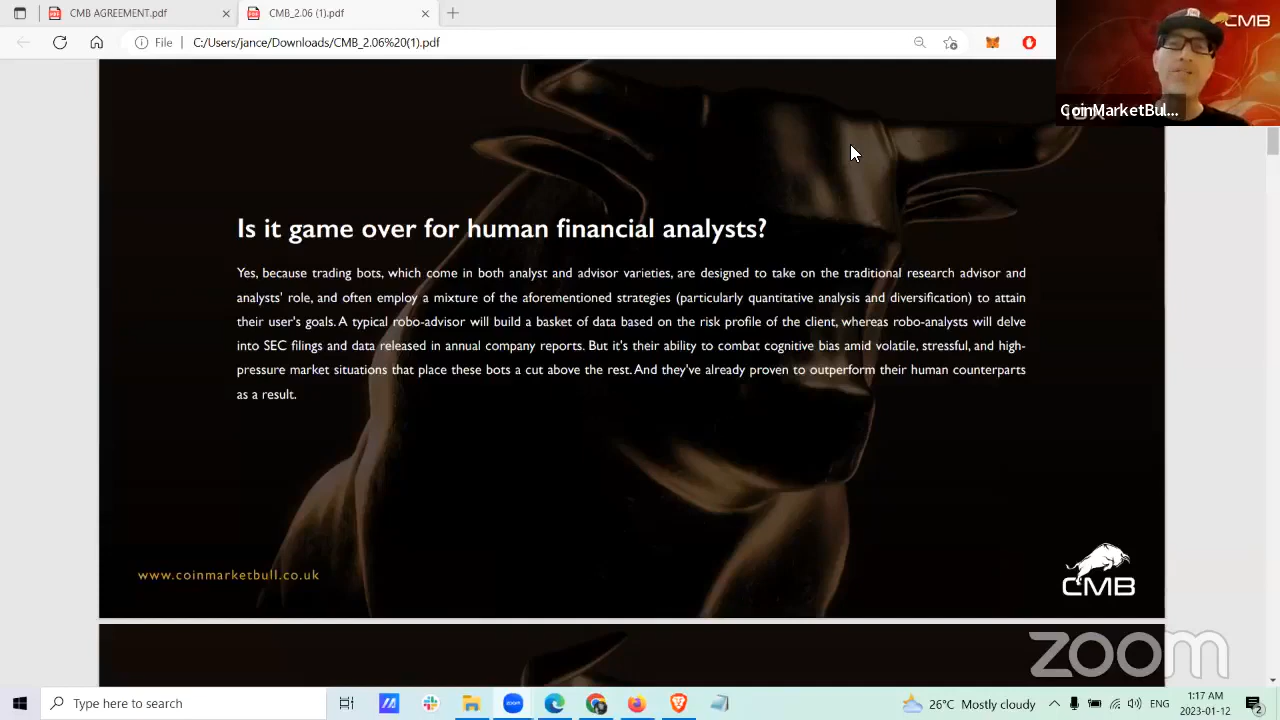 CMB AGREEMENT.pdf
CMB_2.06 (1).pdf
File C:/Users/jance/Downloads/CMB_2.06%20(1).pdf
CMB
CoinMarketBul...
Is it game over for human financial analysts?
Yes, because trading bots, which come in both analyst and advisor varieties, are designed to take on the traditional research advisor and
analysts' role, and often employ a mixture of the aforementioned strategies (particularly quantitative analysis and diversification) to attain
their user's goals. A typical robo-advisor will build a basket of data based on the risk profile of the client, whereas robo-analysts will delve
into SEC filings and data released in annual company reports. But it's their ability to combat cognitive bias amid volatile, stressful, and high-
pressure market situations that place these bots a cut above the rest. And they've already proven to outperform their human counterparts
as a result.
www.coinmarketbull.co.uk
CMB
zoom
Type here to search
zoom
26°C Mostly cloudy
ENG
1:17 AM
2023-01-12
2